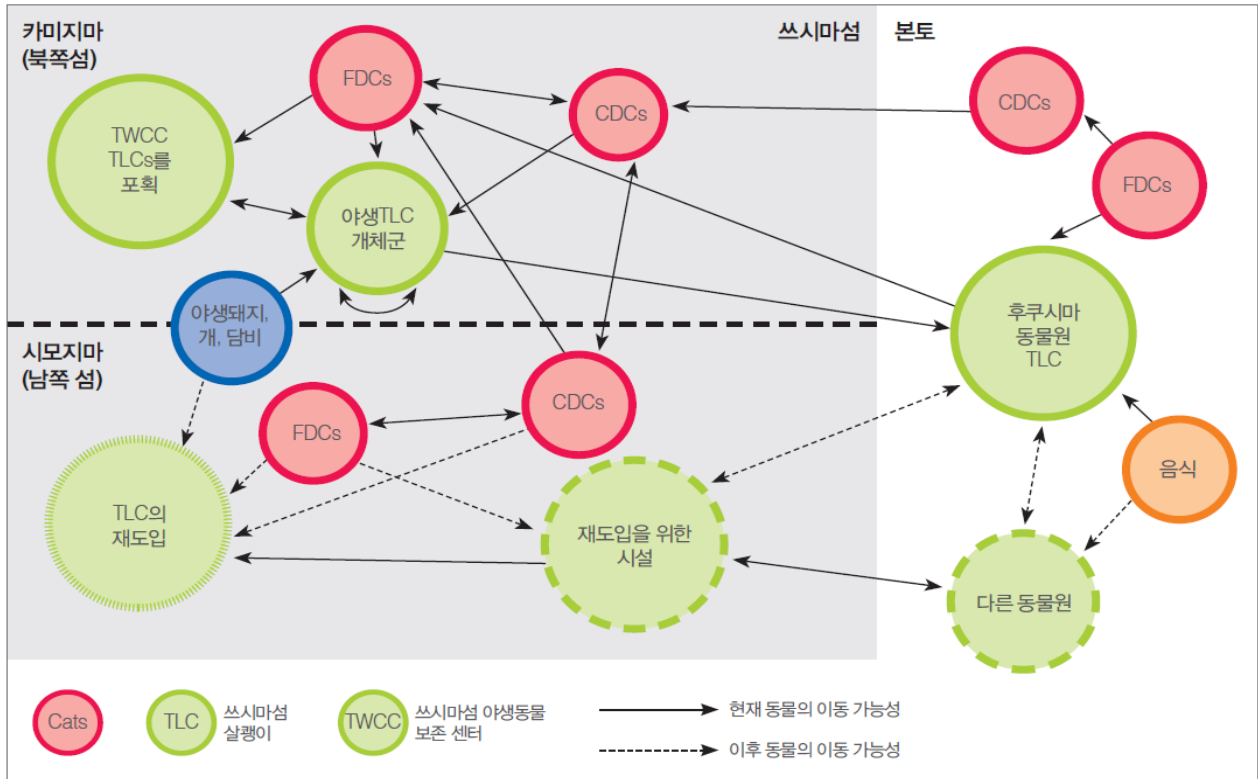 카미지마
(북쪽섬)
쓰시마섬
본토
FDCs
CDCs
CDCs
FDCs
TWCC
TLCs를
포획
야생TLC
개체군
야생돼지,
개, 담비
후쿠시마
동물원
TLC
시모지마
(남쪽 섬)
FDCs
CDCs
음식
TLC의
재도입
재도입을 위한
시설
다른 동물원
Cats
TLC
쓰시마섬
살쾡이
TWCC
쓰시마섬 야생동물
보존 센터
현재 동물의 이동 가능성
이후 동물의 이동 가능성